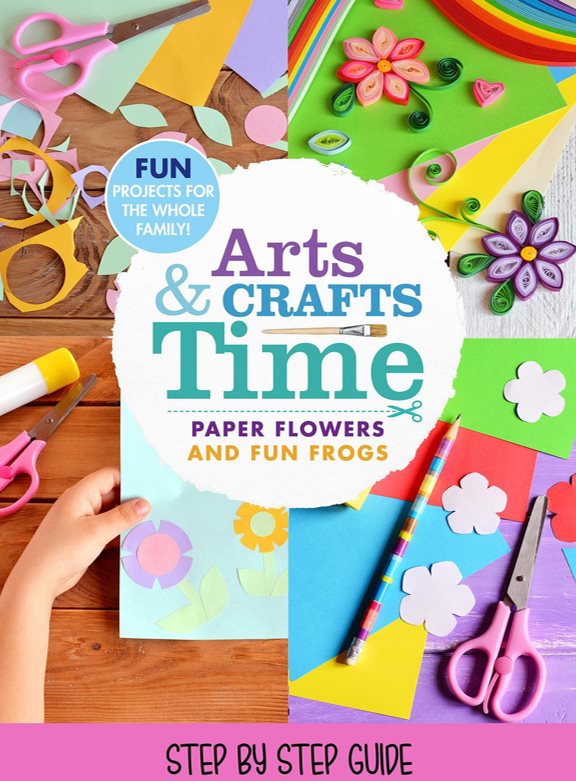 FUN
PROJECTS FOR
THE WHOLE
FAMILY!
Arts
& CRAFTS
Time
PAPER FLOWERS
AND FUN FROGS
STEP BY STEP GUIDE